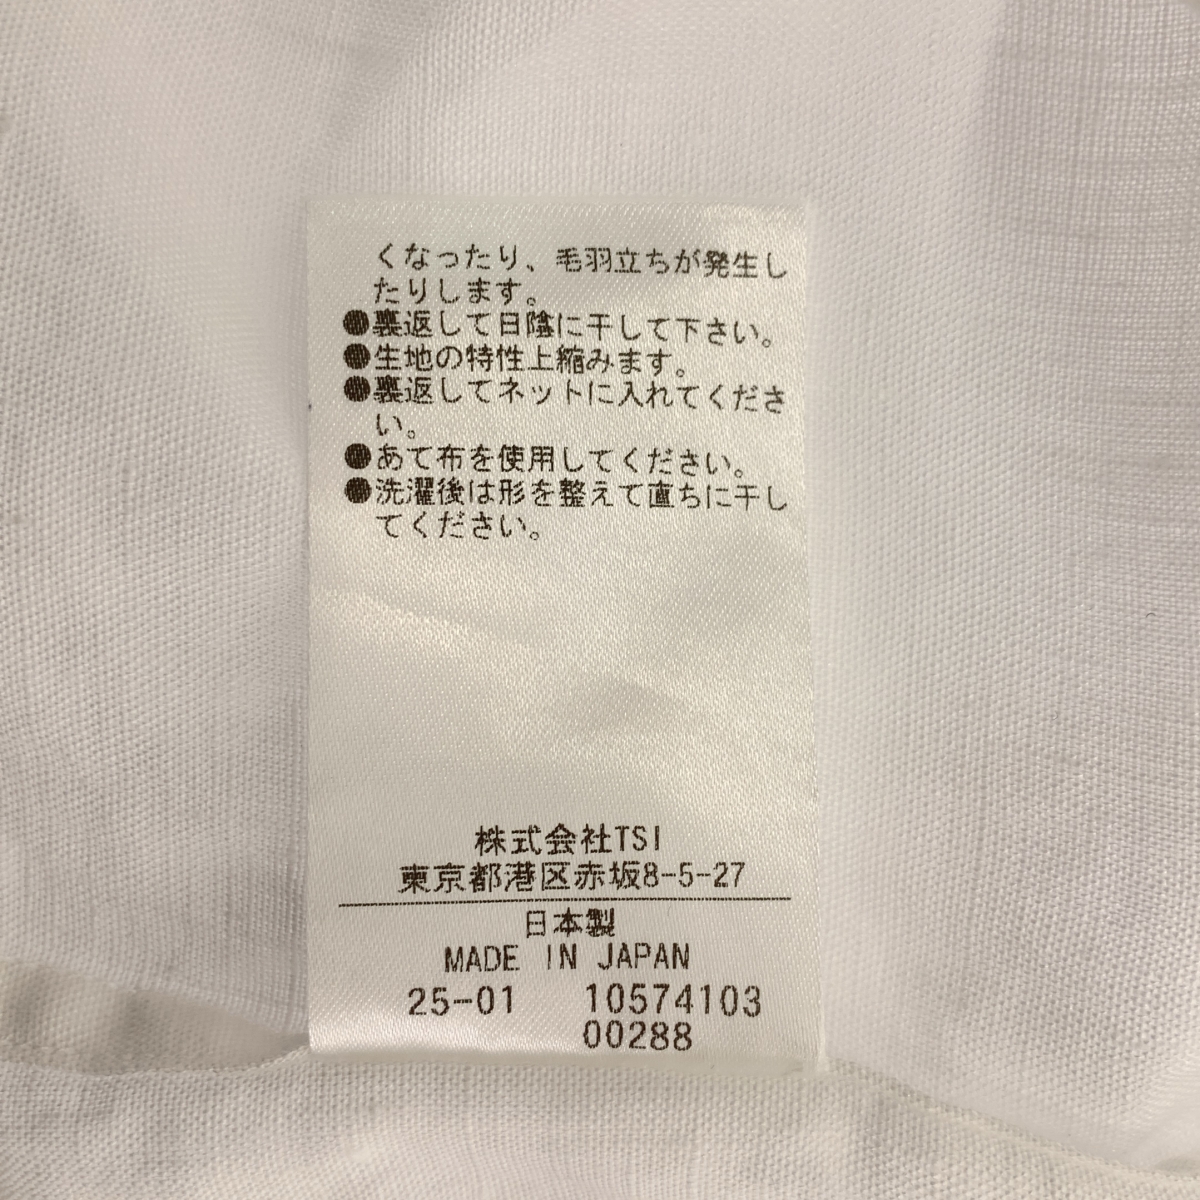 くなったり、毛羽立ちが発生し
たりします。
●裏返して日陰に干して下さい。
●生地の特性上縮みます。
●裏返してネットに入れてくださ
い。
●あて布を使用してください。
●洗濯後は形を整えて直ちに干し
てください。
株式会社TSI
東京都港区赤坂8-5-27
日本製
MADE IN JAPAN
25-01 10574103
00288